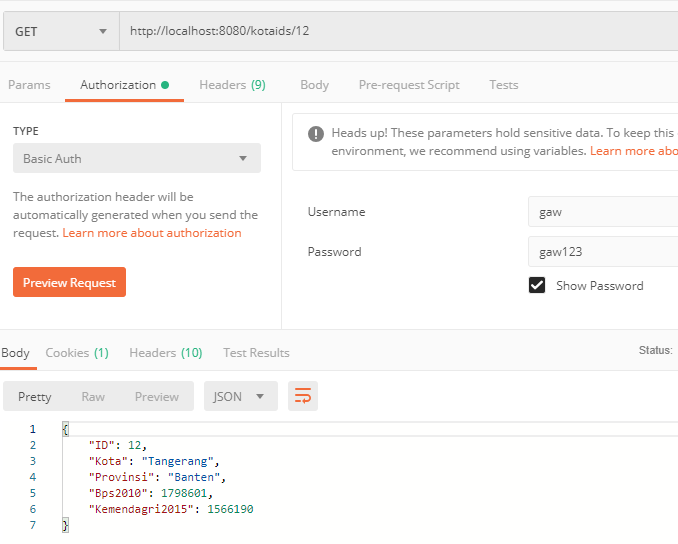 GET http://localhost:8080/kotaids/12
Params Authorization Headers (9) Body Pre-request Script Tests
TYPE
Basic Auth
The authorization header will be
automatically generated when you send the
request. Learn more about authorization
Preview Request
Heads up! These parameters hold sensitive data. To keep this
environment, we recommend using variables. Learn more abo
Username gaw
Password gaw123
Show Password
Body Cookies (1) Headers (10) Test Results Status:
Pretty Raw Preview JSON
1 {
2 "ID": 12,
3 "Kota": "Tangerang",
4 "Provinsi": "Banten",
5 "Bps2010": 1798601,
6 "Kemendagri2015": 1566190
7 }